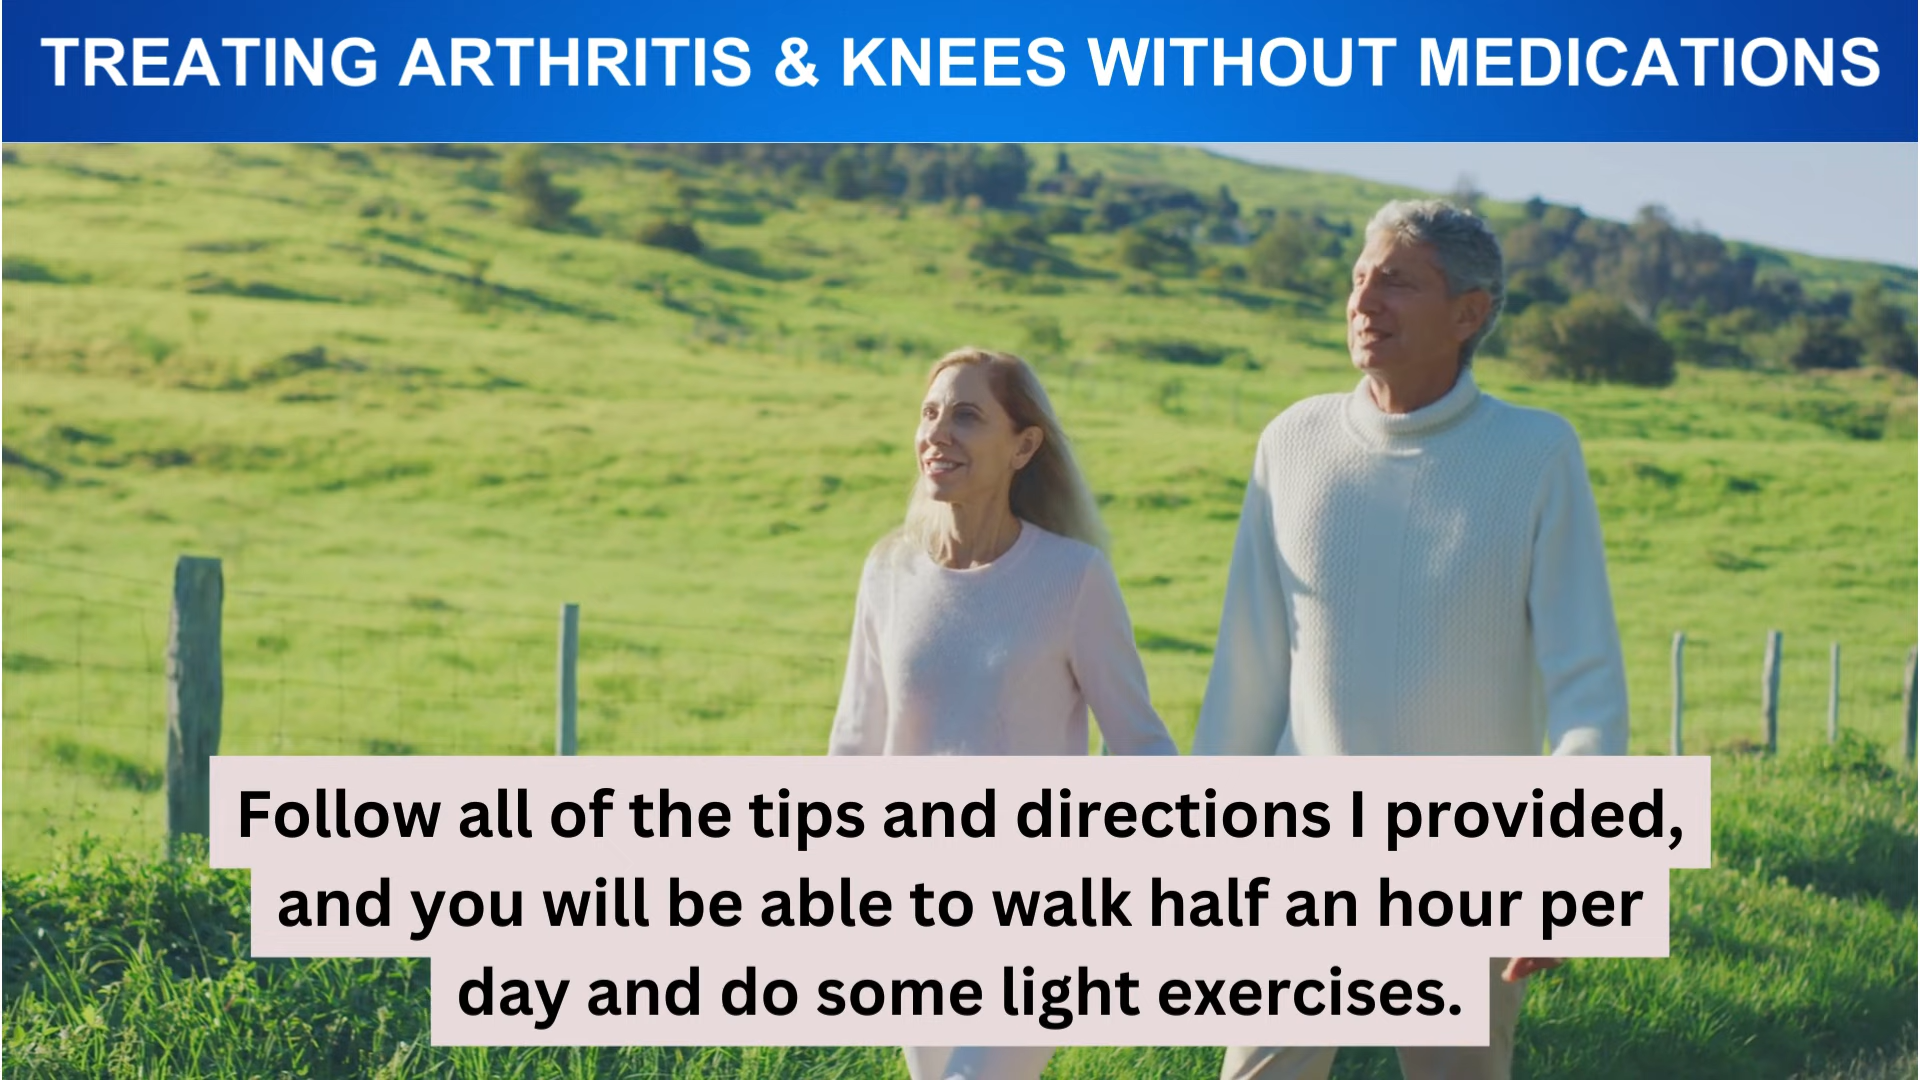 TREATING ARTHRITIS & KNEES WITHOUT MEDICATIONS
Follow all of the tips and directions I provided,
and you will be able to walk half an hour per
day and do some light exercises.